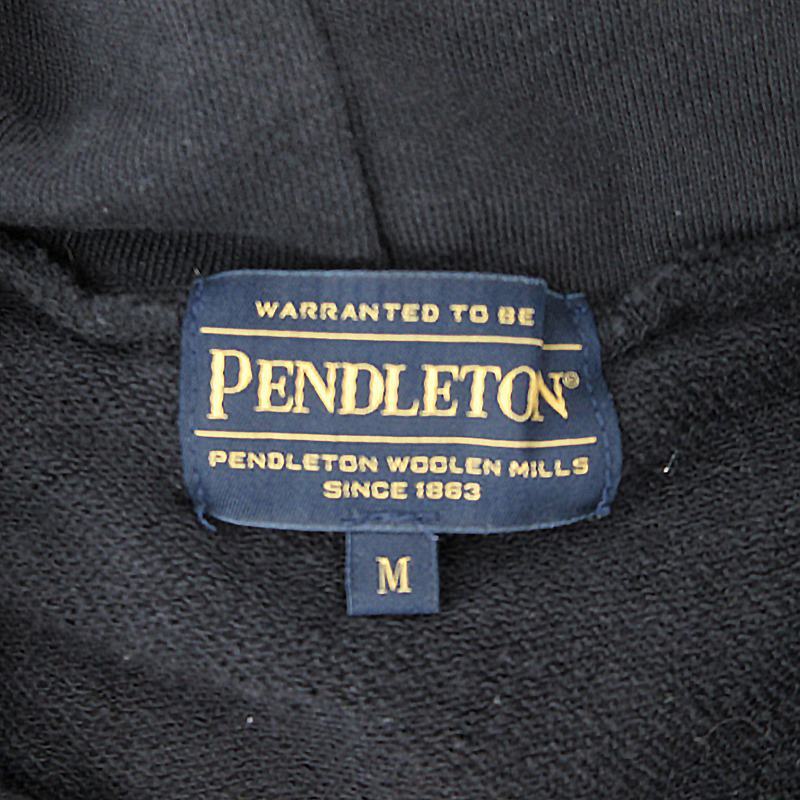 WARRANTED TO BE
PENDLETON®
PENDLETON WOOLEN MILLS
SINCE 1863
M